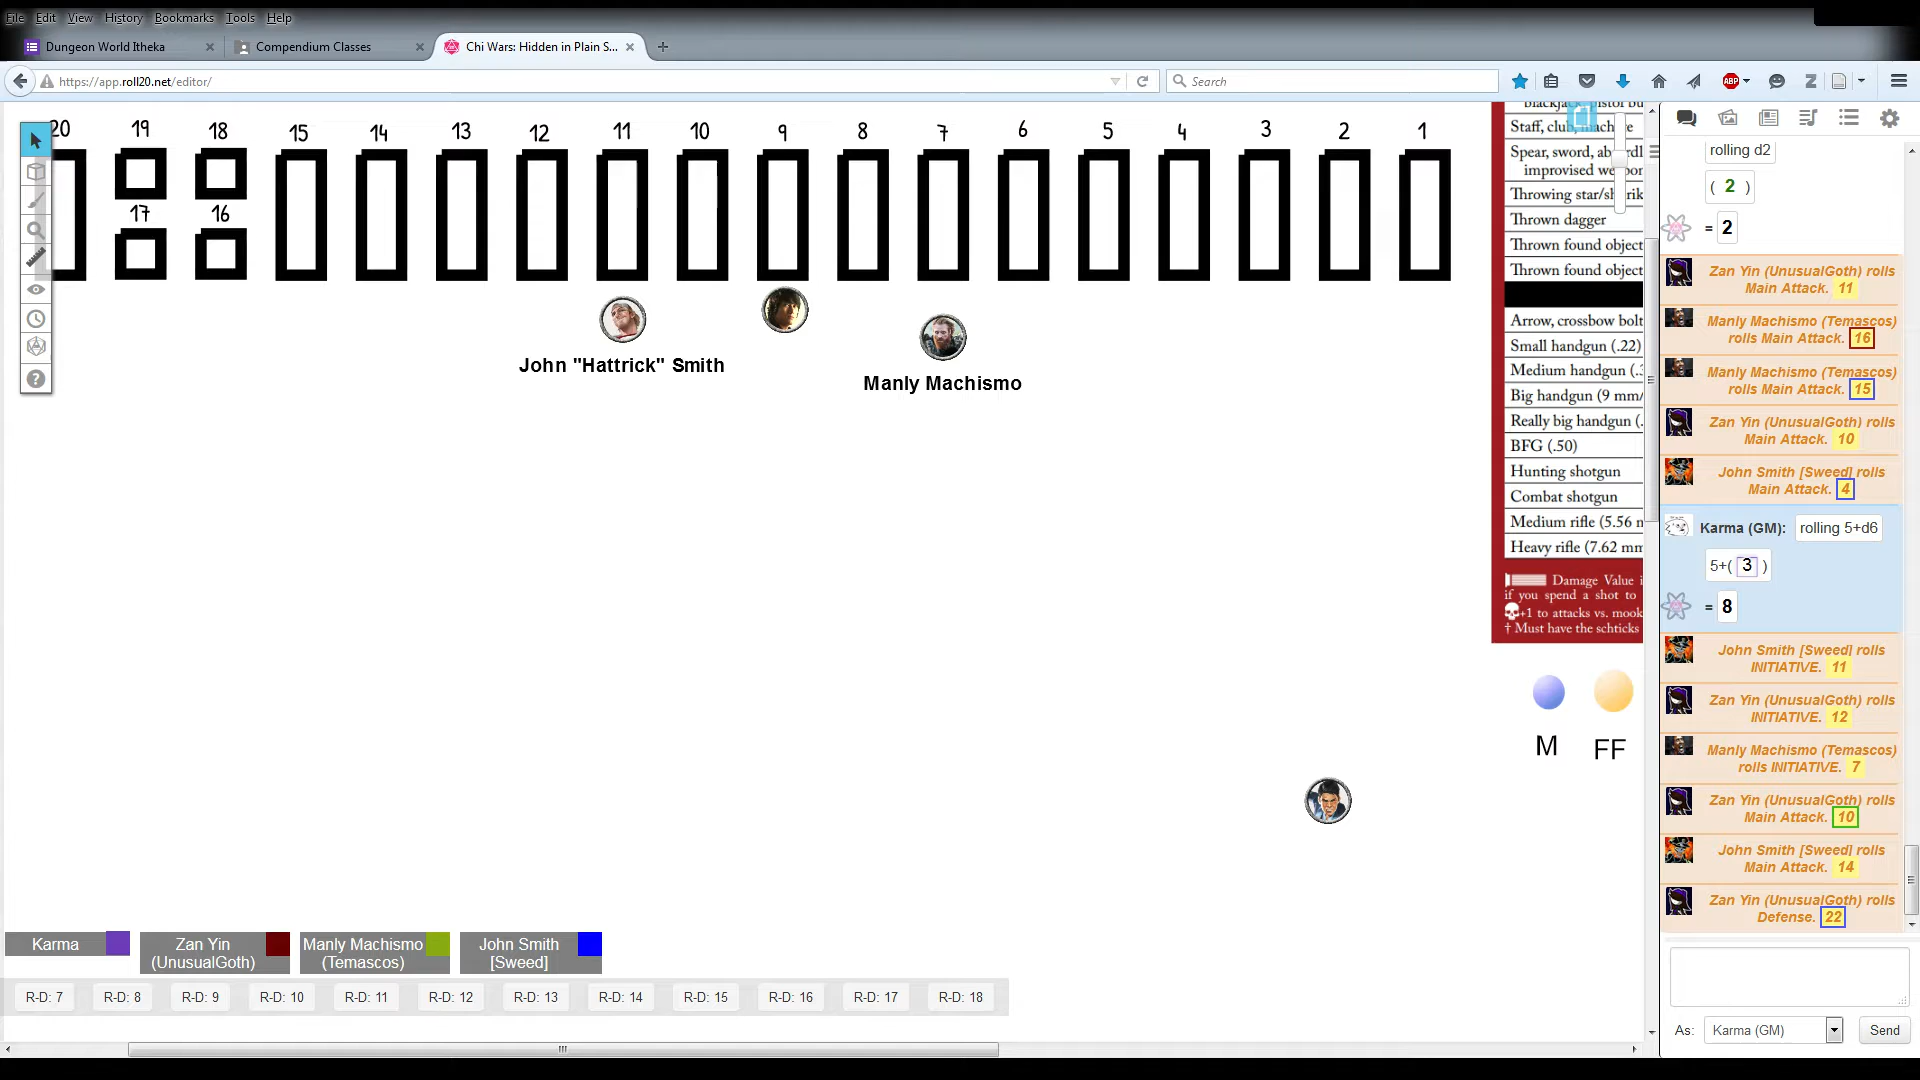 File Edit View History Bookmarks Tools Help
Dungeon World Itheka
Compendium Classes
Chi Wars: Hidden in Plain S...
https://app.roll20.net/editor/
Search
20 19 18 15 14 13 12 11 10 9 8 7 6 5 4 3 2 1
17 16
John "Hattrick" Smith
Manly Machismo
Staff, club, mache
Spear, sword, abs
improvised
Throwing star/sh
Thrown dagger
Thrown found object
Thrown found object
Arrow, crossbow bolt
Small handgun (.22)
Medium handgun (.3
Big handgun (9 mm/
Really big handgun (.
BFG (.50)
Hunting shotgun
Combat shotgun
Medium rifle (5.56 m
Heavy rifle (7.62 mm
Damage Value i
if you spend a shot to
+1 to attacks vs. mook
† Must have the schticks
M FF
rolling d2
( 2 )
= 2
Zan Yin (UnusualGoth) rolls
Main Attack. 11
Manly Machismo (Temascos)
rolls Main Attack. 16
Manly Machismo (Temascos)
rolls Main Attack. 15
Zan Yin (UnusualGoth) rolls
Main Attack. 10
John Smith [Sweed] rolls
Main Attack. 4
Karma (GM): rolling 5+d6
5+( 3 )
= 8
John Smith [Sweed] rolls
INITIATIVE. 11
Zan Yin (UnusualGoth) rolls
INITIATIVE. 12
Manly Machismo (Temascos)
rolls INITIATIVE. 7
Zan Yin (UnusualGoth) rolls
Main Attack. 10
John Smith [Sweed] rolls
Main Attack. 14
Zan Yin (UnusualGoth) rolls
Defense. 22
As: Karma (GM) Send
Karma
Zan Yin
(UnusualGoth)
Manly Machismo
(Temascos)
John Smith
[Sweed]
R-D: 7 R-D: 8 R-D: 9 R-D: 10 R-D: 11 R-D: 12 R-D: 13 R-D: 14 R-D: 15 R-D: 16 R-D: 17 R-D: 18